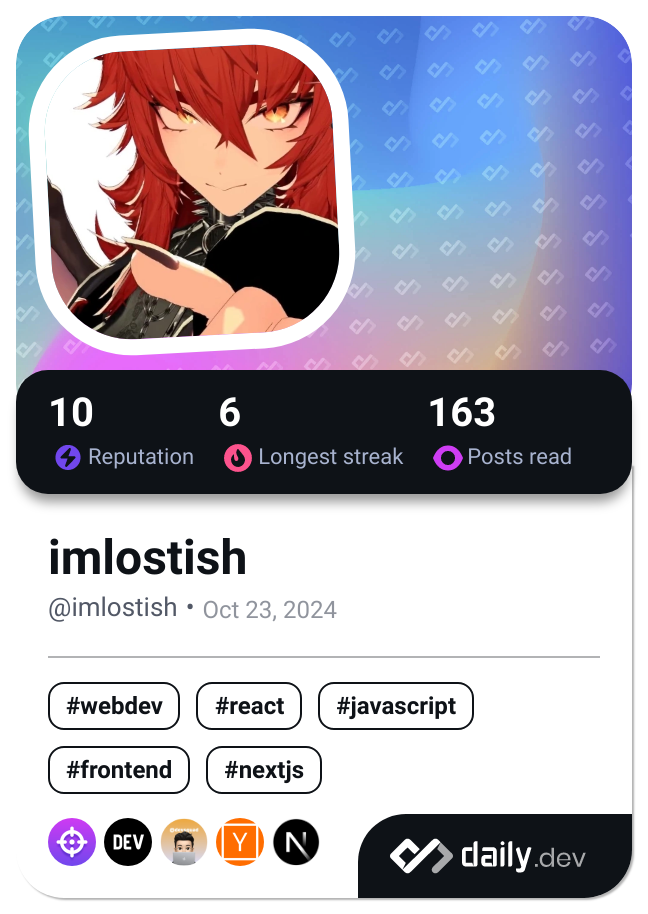 10 6 163
Reputation Longest streak Posts read
imlostish
@imlostish • Oct 23, 2024
#webdev #react #javascript
#frontend #nextjs
DEV Y N
daily.dev